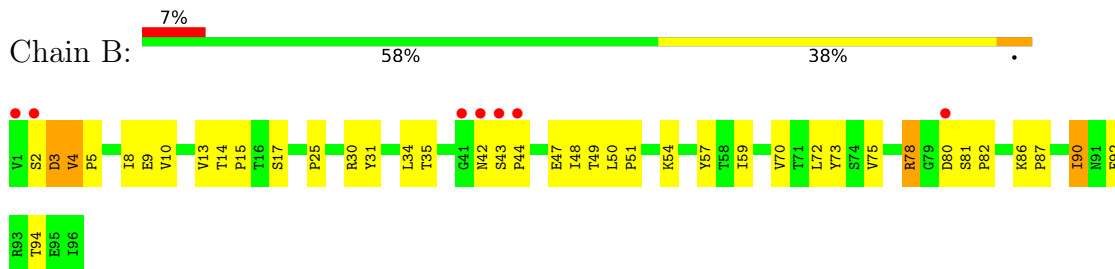 7%
Chain B:
58% 38% •
V1 S2 D3 V4 P5 I8 E9 V10 V13 T14 P15 T16 S17 P25 R30 Y31 L34 T35 G41 N42 S43 P44 E47 I48 T49 L50 P51 K54 Y57 T58 I59 V70 T71 L72 Y73 S74 V75 R78 G79 D80 S81 P82 K86 P87 I90 N91
R93 T94 E95 I96